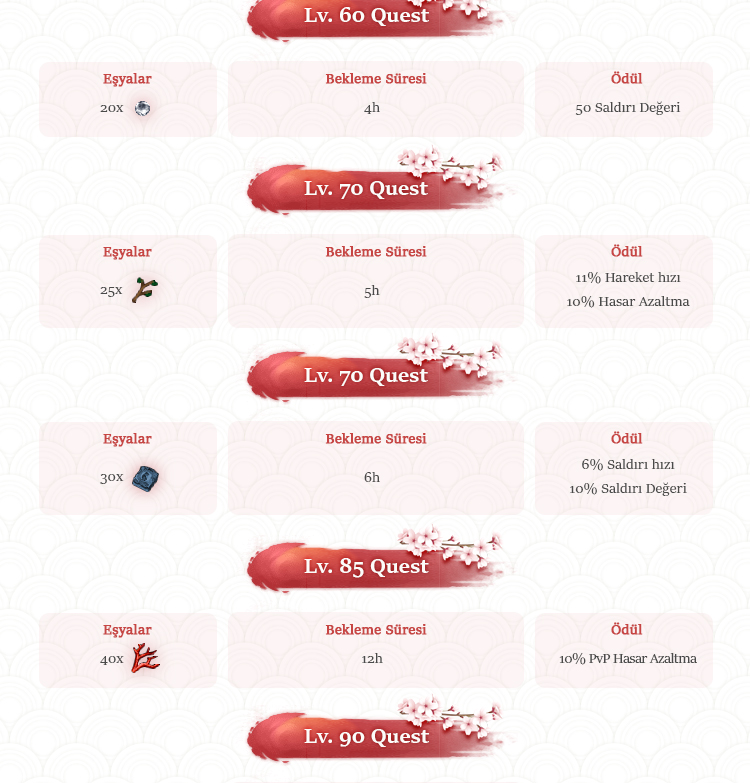 Lv. 60 Quest
Eşyalar
20x
Bekleme Süresi
4h
Ödül
50 Saldırı Değeri
Lv. 70 Quest
Eşyalar
25x
Bekleme Süresi
5h
Ödül
11% Hareket hızı
10% Hasar Azaltma
Lv. 70 Quest
Eşyalar
30x
Bekleme Süresi
6h
Ödül
6% Saldırı hızı
10% Saldırı Değeri
Lv. 85 Quest
Eşyalar
40x
Bekleme Süresi
12h
Ödül
10% PvP Hasar Azaltma
Lv. 90 Quest